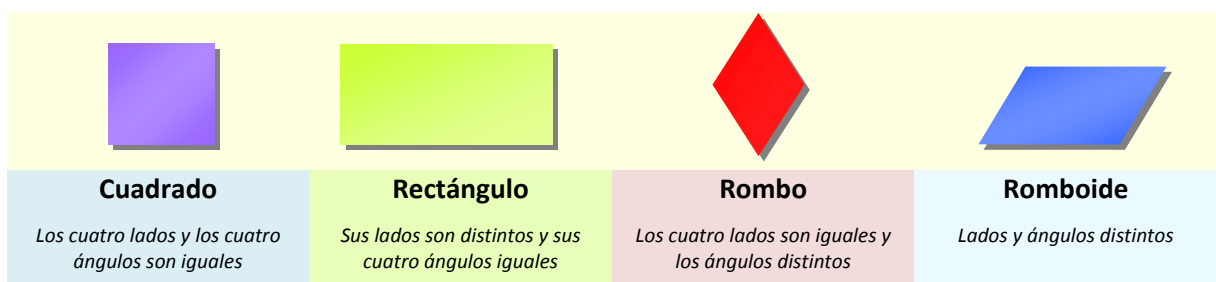 Cuadrado
Los cuatro lados y los cuatro
ángulos son iguales
Rectángulo
Sus lados son distintos y sus
cuatro ángulos iguales
Rombo
Los cuatro lados son iguales y
los ángulos distintos
Romboide
Lados y ángulos distintos